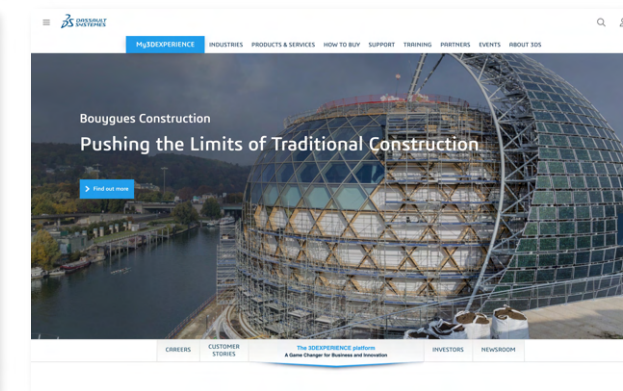 DASSAULT
SYSTEMES
My3DEXPERIENCE INDUSTRIES PRODUCTS & SERVICES HOW TO BUY SUPPORT TRAINING PARTNERS EVENTS ABOUT 3DS
Bouygues Construction
Pushing the Limits of Traditional Construction
Find out more
CAREERS
CUSTOMER
STORIES
The 3DEXPERIENCE platform
A Game Changer for Business and Innovation
INVESTORS
NEWSROOM